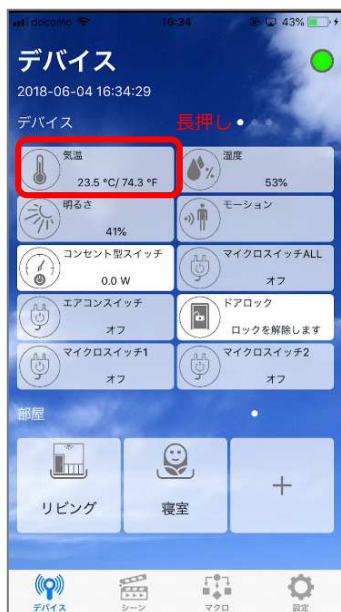 docomo 16:34 43%
デバイス
2018-06-04 16:34:29
デバイス 長押し
気温
23.5 °C/ 74.3 °F
湿度
53%
明るさ
41%
モーション
コンセント型スイッチ
0.0 W
マイクロスイッチALL
オフ
エアコンスイッチ
オフ
ドアロック
ロックを解除します
マイクロスイッチ1
オフ
マイクロスイッチ2
オフ
部屋
リビング
寝室
+
デバイス シーン マクロ 設定